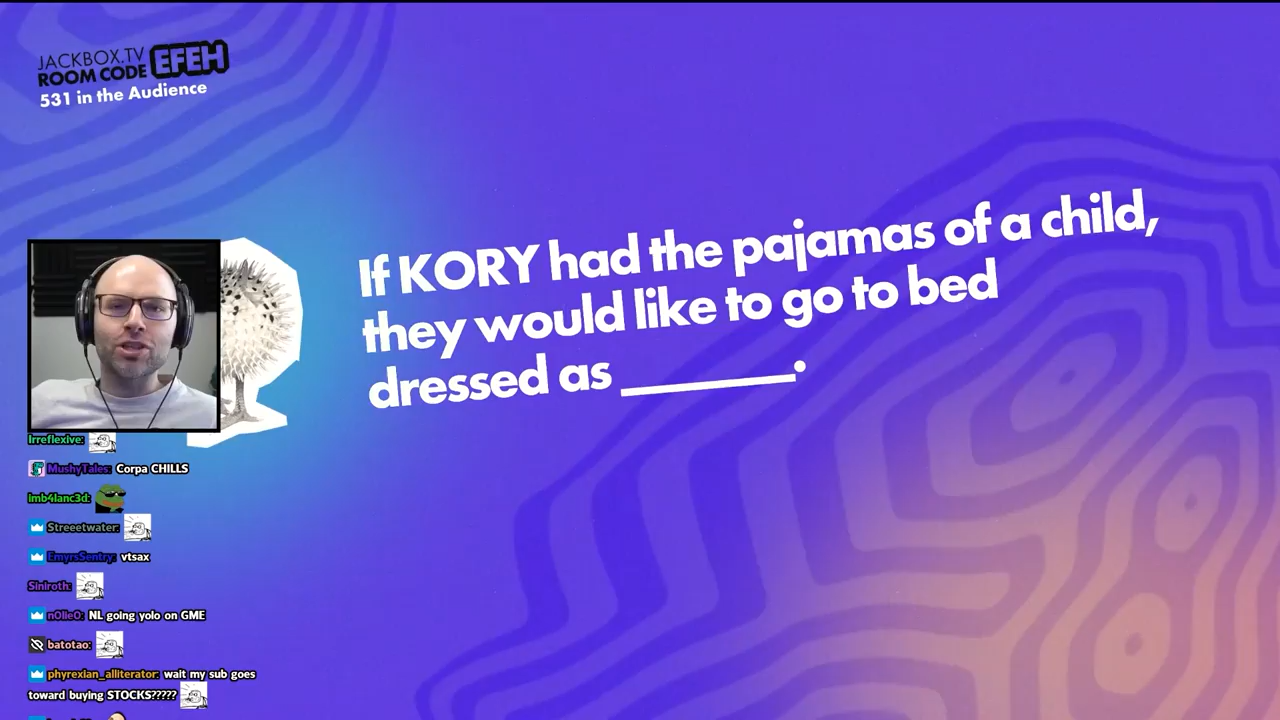 JACKBOX.TV
ROOM CODE EFEH
531 in the Audience
If KORY had the pajamas of a child,
they would like to go to bed
dressed as ______.
Irreflexive:
MushyTales: Corpa CHILLS
imb4lanc3d:
Streeetwater:
EmyrsSentry: vtsax
Siniroth:
n0lle0: NL going yolo on GME
batotao:
phyrexian_alliterator: wait my sub goes
toward buying STOCKS?????